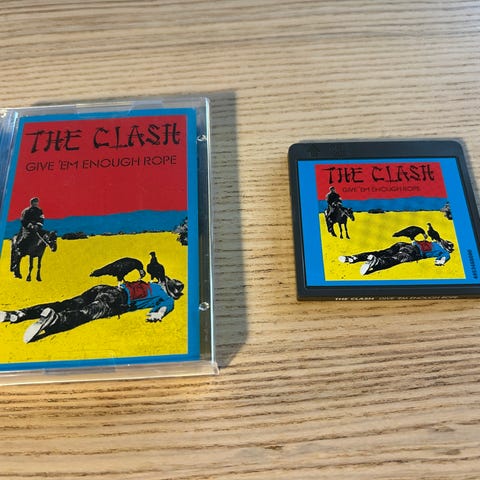 THE CLASH
GIVE 'EM ENOUGH ROPE
THE CLASH
GIVE 'EM ENOUGH ROPE
THE CLASH GIVE 'EM ENOUGH ROPE